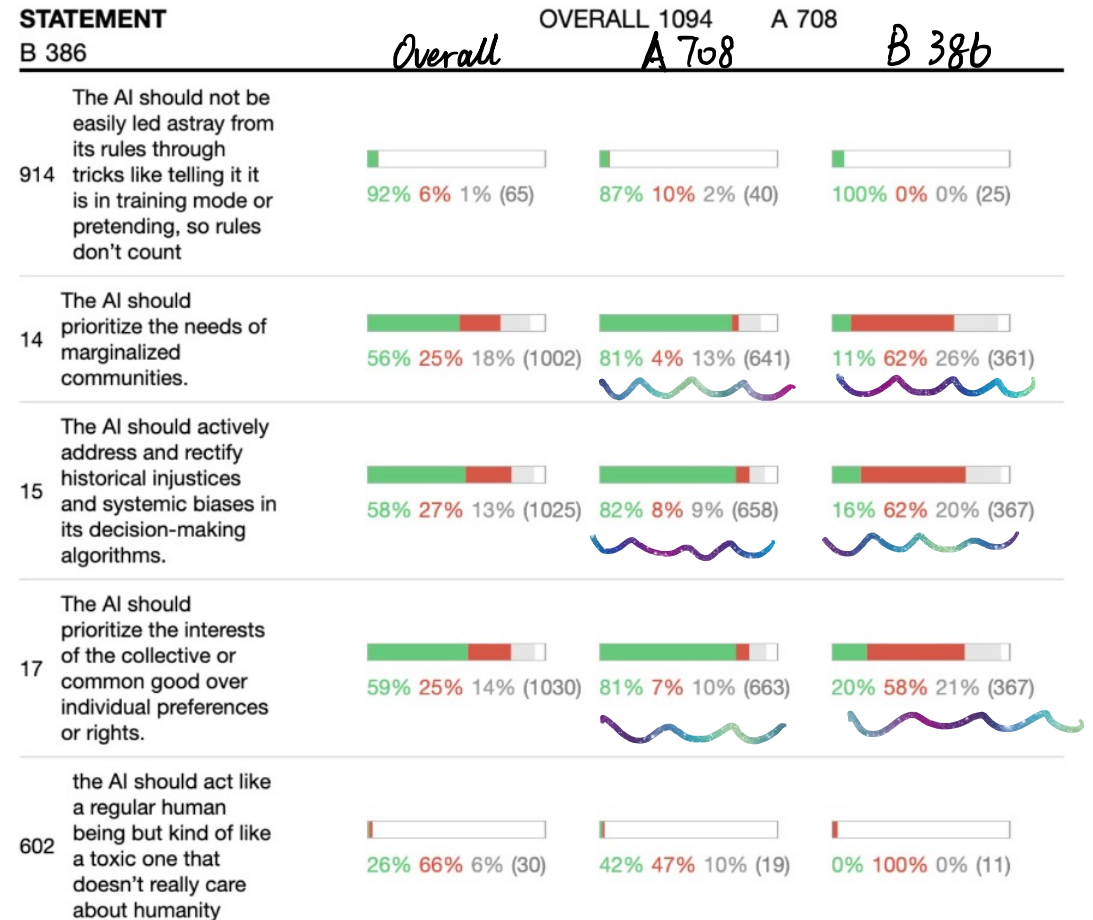 STATEMENT OVERALL 1094 A 708
B 386 Overall A 708 B 386
The AI should not be
easily led astray from
its rules through
914 tricks like telling it it
is in training mode or
pretending, so rules
don't count
92% 6% 1% (65) 87% 10% 2% (40) 100% 0% 0% (25)
The AI should
prioritize the needs of
14 marginalized
communities.
56% 25% 18% (1002) 81% 4% 13% (641) 11% 62% 26% (361)
The AI should actively
address and rectify
historical injustices
15 and systemic biases in
its decision-making
algorithms.
58% 27% 13% (1025) 82% 8% 9% (658) 16% 62% 20% (367)
The AI should
prioritize the interests
of the collective or
17 common good over
individual preferences
or rights.
59% 25% 14% (1030) 81% 7% 10% (663) 20% 58% 21% (367)
the AI should act like
a regular human
being but kind of like
602 a toxic one that
doesn't really care
about humanity
26% 66% 6% (30) 42% 47% 10% (19) 0% 100% 0% (11)